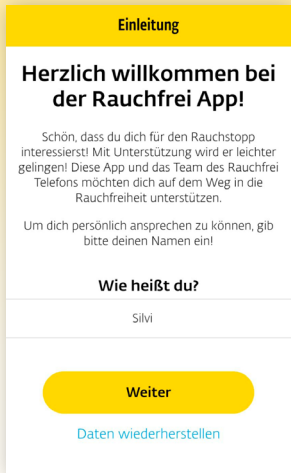 Einleitung
Herzlich willkommen bei
der Rauchfrei App!
Schön, dass du dich für den Rauchstopp
interessierst! Mit Unterstützung wird er leichter
gelingen! Diese App und das Team des Rauchfrei
Telefons möchten dich auf dem Weg in die
Rauchfreiheit unterstützen.
Um dich persönlich ansprechen zu können, gib
bitte deinen Namen ein!
Wie heißt du?
Silvi
Weiter
Daten wiederherstellen